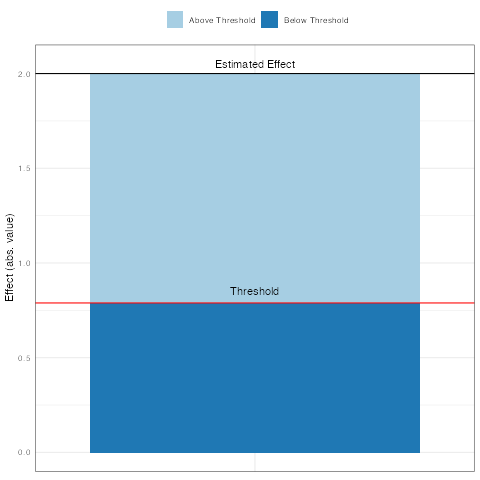 Above Threshold Below Threshold
Estimated Effect
2.0
1.5
1.0
Threshold
0.5
0.0
Effect (abs. value)